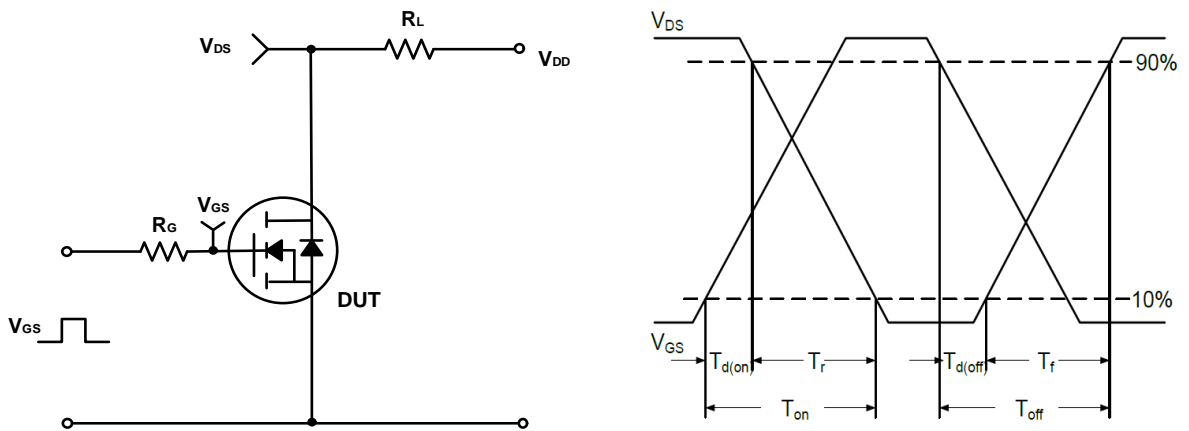 RL
VDS
VDD
RG
VGS
DUT
VGS
VDS
90%
10%
VGS
Td(on) Tr Td(off) Tf
Ton Toff